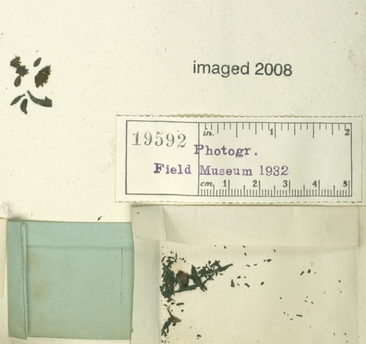 imaged 2008
in. 1 2
19592
Photogr.
Field Museum 1932
cm. 1 2 3 4 5